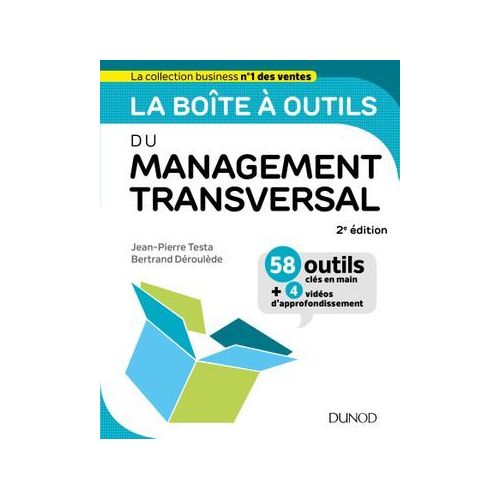 La collection business n°1 des ventes
LA BOÎTE À OUTILS
DU
MANAGEMENT
TRANSVERSAL
2e édition
Jean-Pierre Testa
Bertrand Déroulède
58 outils
clés en main
+ 4 vidéos
d'approfondissement
DUNOD